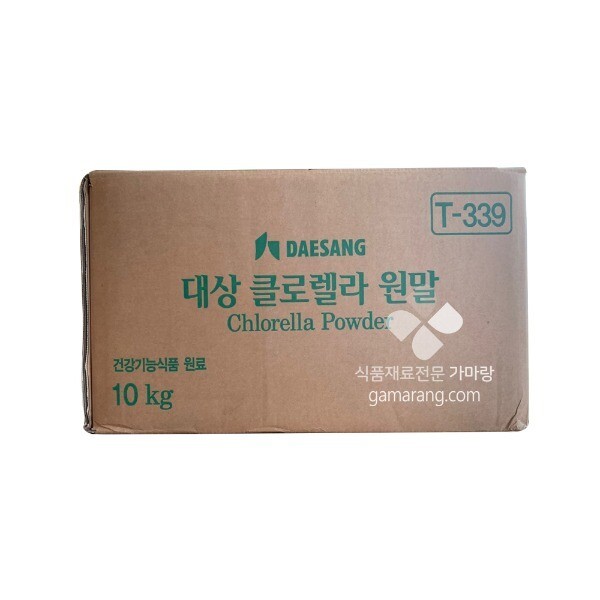 T-339
DAESANG
대상 클로렐라 원말
Chlorella Powder
건강기능식품 원료
10 kg
식품재료전문 가마랑
gamarang.com